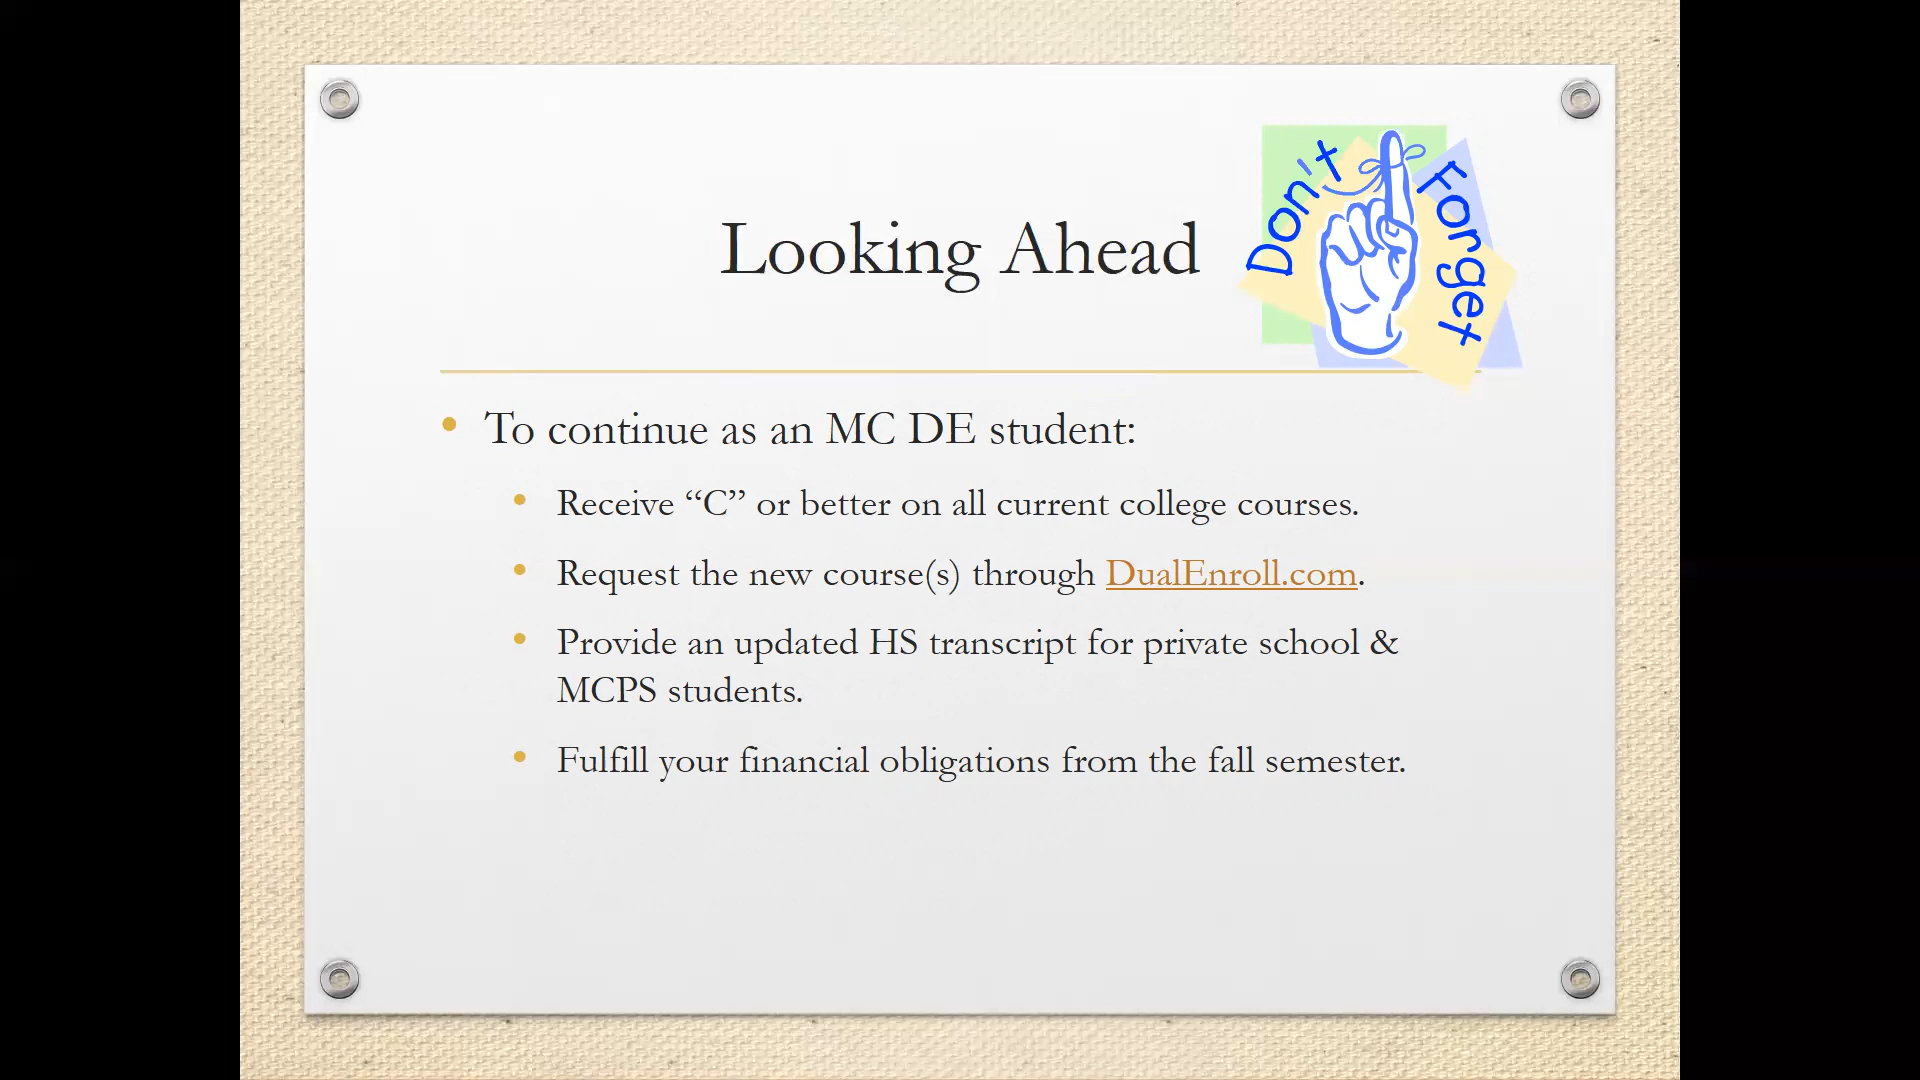 Looking Ahead
Don't Forget
To continue as an MC DE student:
Receive “C” or better on all current college courses.
Request the new course(s) through DualEnroll.com.
Provide an updated HS transcript for private school &
MCPS students.
Fulfill your financial obligations from the fall semester.